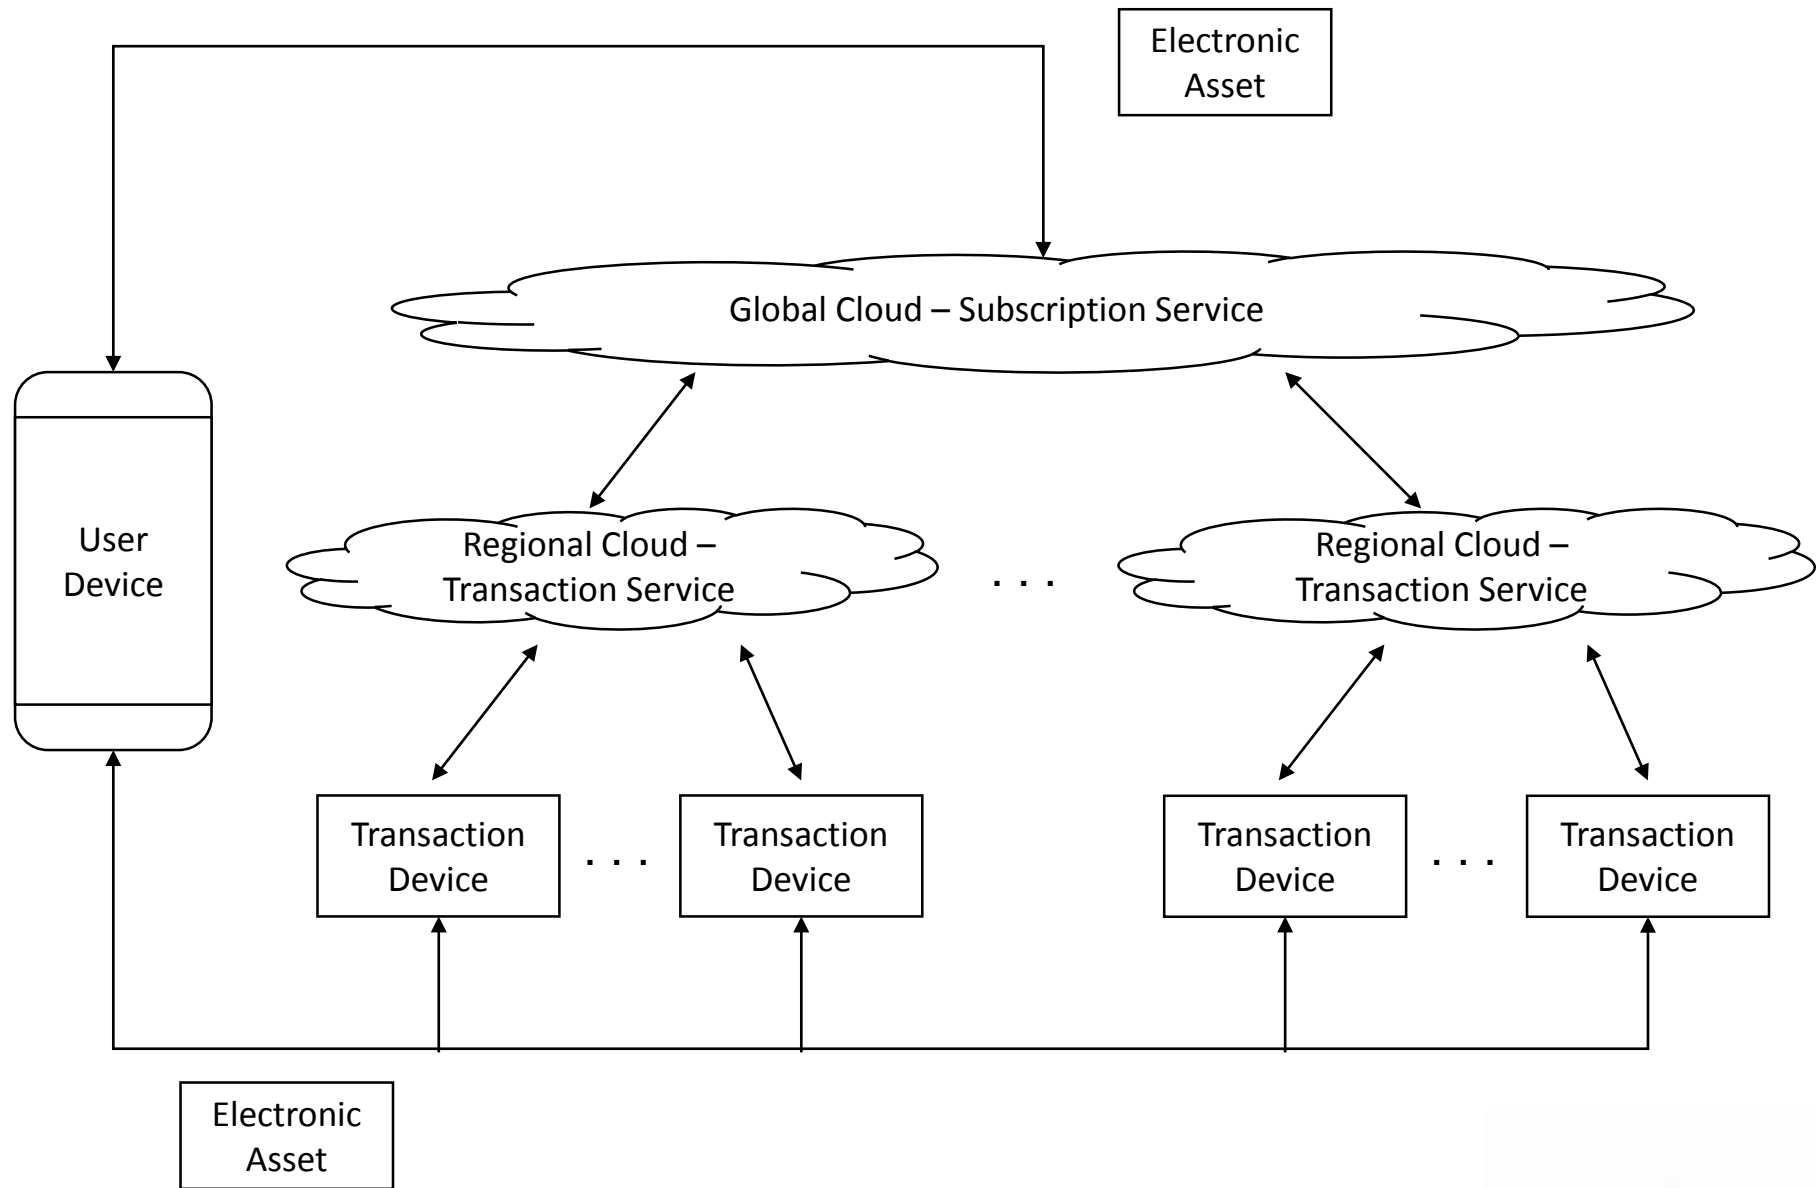 Electronic
Asset
Global Cloud – Subscription Service
User
Device
Regional Cloud –
Transaction Service
. . .
Regional Cloud –
Transaction Service
Transaction
Device
. . .
Transaction
Device
Transaction
Device
. . .
Transaction
Device
Electronic
Asset